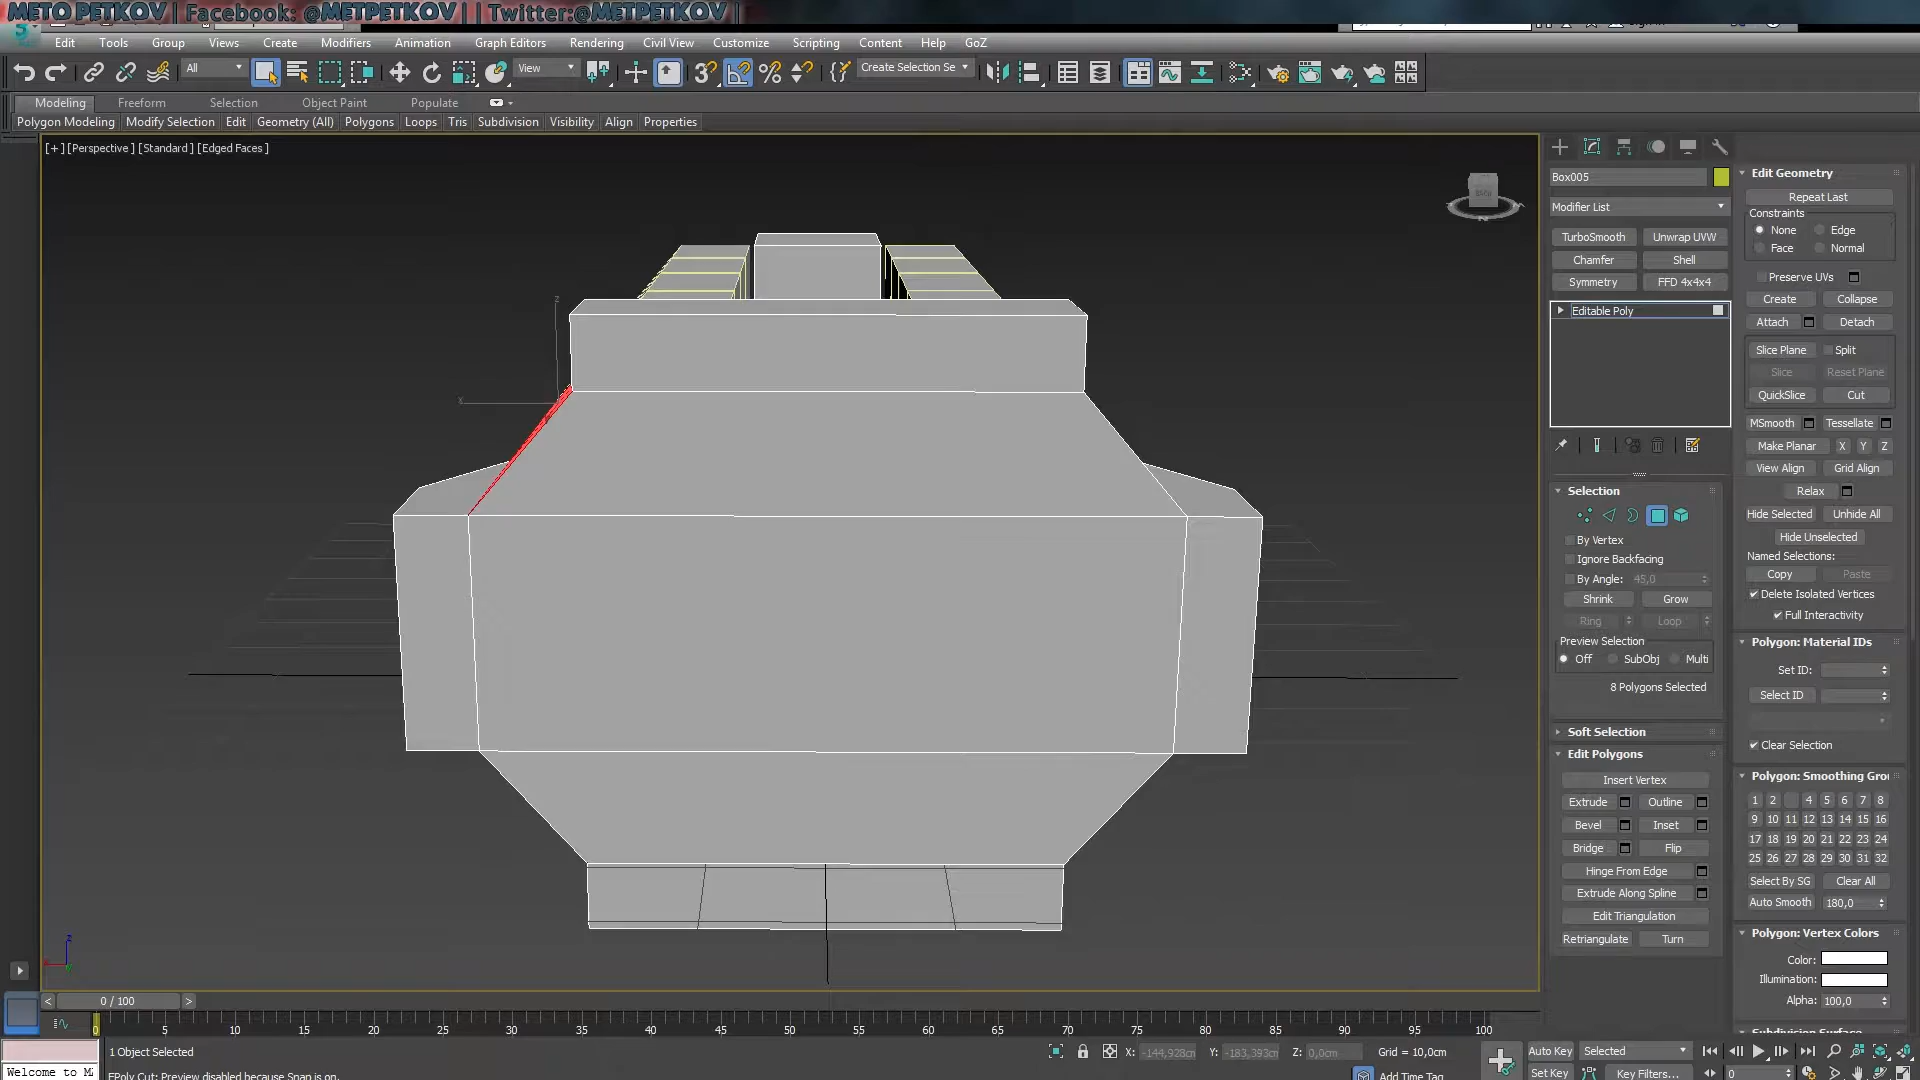 METO PETKOV | Facebook: @METPETKOV | | Twitter:@METPETKOV |
Edit Tools Group Views Create Modifiers Animation Graph Editors Rendering Civil View Customize Scripting Content Help GoZ
All View Create Selection Se
Modeling Freeform Selection Object Paint Populate
Polygon Modeling Modify Selection Edit Geometry (All) Polygons Loops Tris Subdivision Visibility Align Properties
[+] [Perspective] [Standard] [Edged Faces]
Box005
Modifier List
TurboSmooth Unwrap UVW
Chamfer Shell
Symmetry FFD 4x4x4
Editable Poly
Selection
By Vertex
Ignore Backfacing
By Angle: 45,0
Shrink Grow
Ring Loop
Preview Selection
Off SubObj Multi
8 Polygons Selected
Soft Selection
Edit Polygons
Insert Vertex
Extrude Outline
Bevel Inset
Bridge Flip
Hinge From Edge
Extrude Along Spline
Edit Triangulation
Retriangulate Turn
Edit Geometry
Repeat Last
Constraints
None Edge
Face Normal
Preserve UVs
Create Collapse
Attach Detach
Slice Plane Split
Slice Reset Plane
QuickSlice Cut
MSmooth Tessellate
Make Planar X Y Z
View Align Grid Align
Relax
Hide Selected Unhide All
Hide Unselected
Named Selections:
Copy Paste
Delete Isolated Vertices
Full Interactivity
Polygon: Material IDs
Set ID:
Select ID
Clear Selection
Polygon: Smoothing Grou
1 2 4 5 6 7 8
9 10 11 12 13 14 15 16
17 18 19 20 21 22 23 24
25 26 27 28 29 30 31 32
Select By SG Clear All
Auto Smooth 180,0
Polygon: Vertex Colors
Color:
Illumination:
Alpha: 100,0
Subdivision Surface
z
x
z
< 0 / 100 >
0 5 10 15 20 25 30 35 40 45 50 55 60 65 70 75 80 85 90 95 100
1 Object Selected X: -144,928cm Y: -183,393cm Z: 0,0cm Grid = 10,0cm Auto Key Selected
Welcome to M EPoly Cut: Preview disabled because Snap is on. Add Time Tag Set Key Key Filters... 0